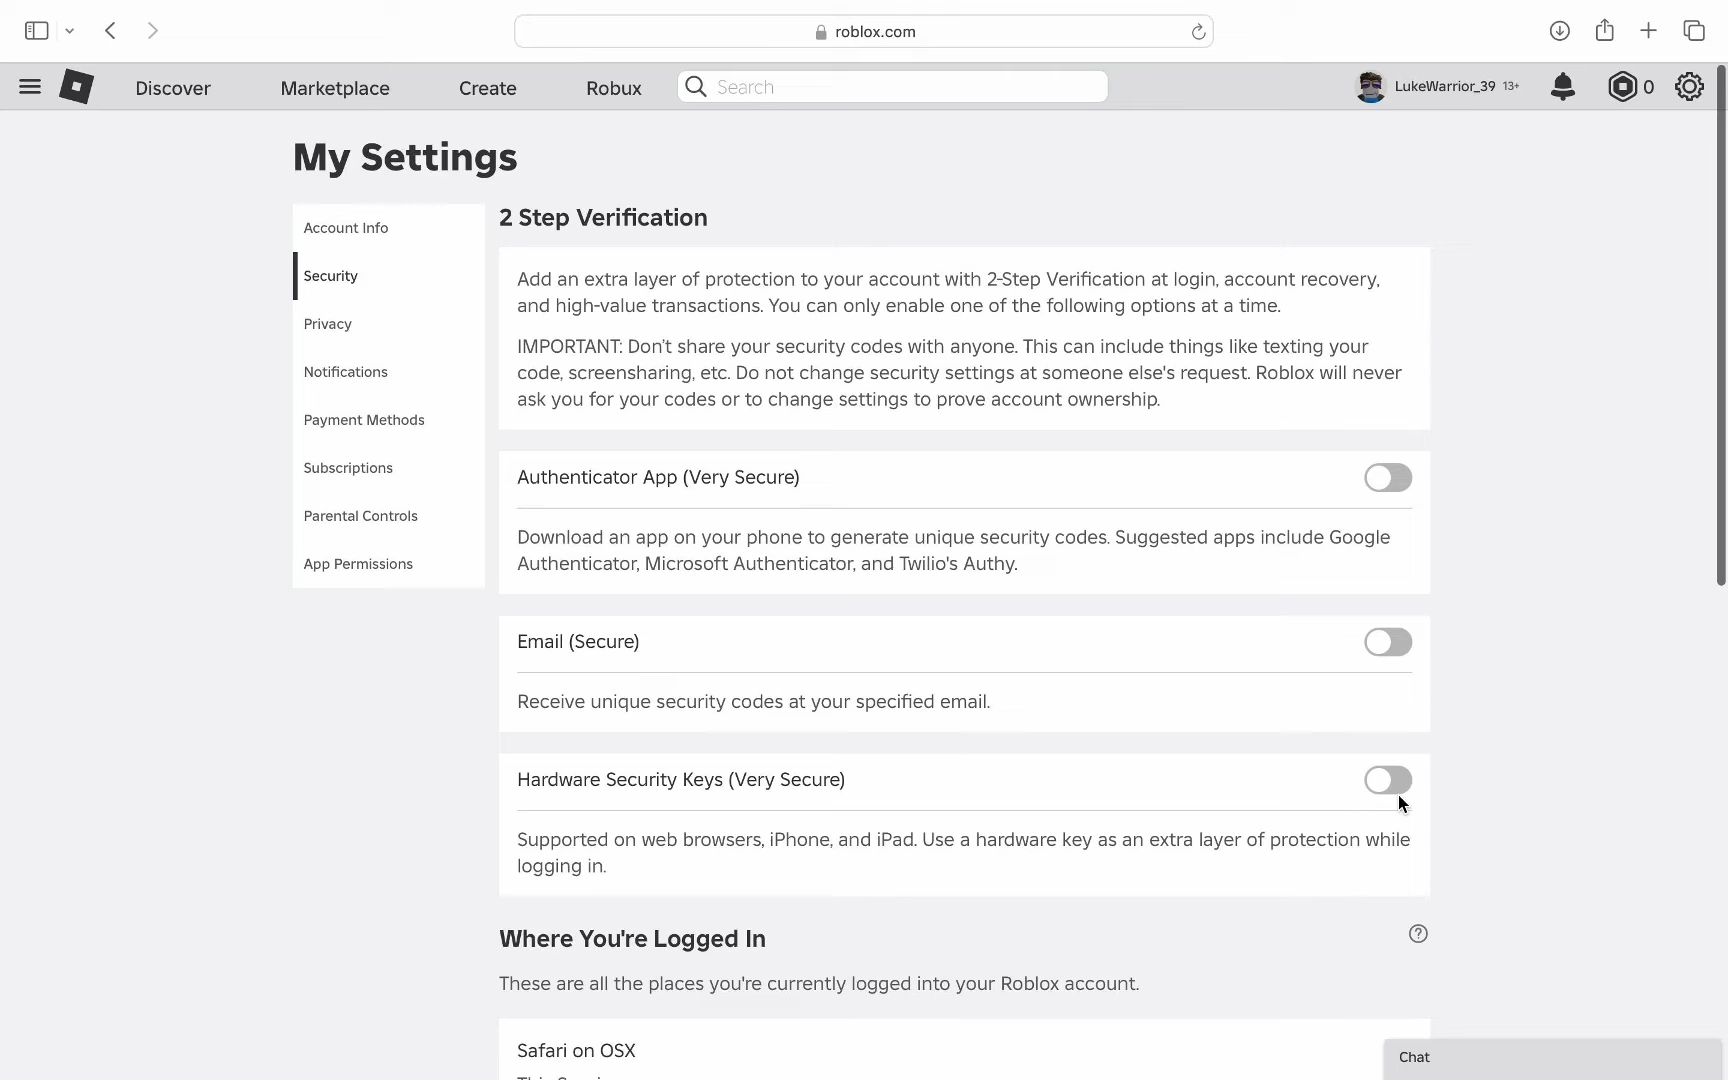 roblox.com
Discover
Marketplace
Create
Robux
Search
LukeWarrior_39 13+
0
My Settings
Account Info
Security
Privacy
Notifications
Payment Methods
Subscriptions
Parental Controls
App Permissions
2 Step Verification
Add an extra layer of protection to your account with 2-Step Verification at login, account recovery,
and high-value transactions. You can only enable one of the following options at a time.
IMPORTANT: Don't share your security codes with anyone. This can include things like texting your
code, screensharing, etc. Do not change security settings at someone else's request. Roblox will never
ask you for your codes or to change settings to prove account ownership.
Authenticator App (Very Secure)
Download an app on your phone to generate unique security codes. Suggested apps include Google
Authenticator, Microsoft Authenticator, and Twilio's Authy.
Email (Secure)
Receive unique security codes at your specified email.
Hardware Security Keys (Very Secure)
Supported on web browsers, iPhone, and iPad. Use a hardware key as an extra layer of protection while
logging in.
Where You're Logged In
These are all the places you're currently logged into your Roblox account.
Safari on OSX
Chat